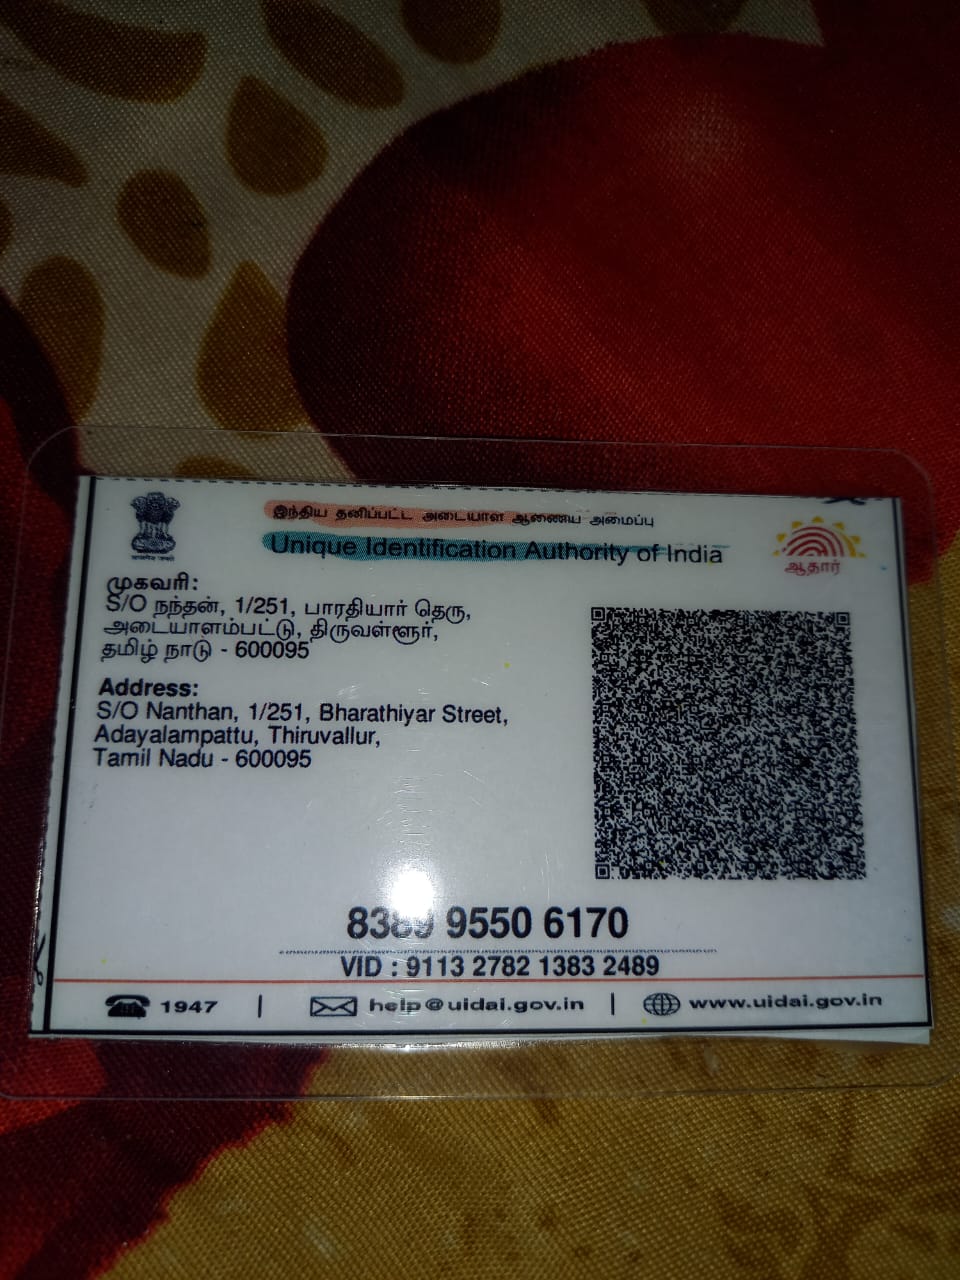 இந்திய தனிப்பட்ட அடையாள ஆணைய அமைப்பு
Unique Identification Authority of India
ஆதார்
முகவரி:
S/O நந்தன், 1/251, பாரதியார் தெரு,
அடையாளம்பட்டு, திருவள்ளூர்,
தமிழ் நாடு - 600095
Address:
S/O Nanthan, 1/251, Bharathiyar Street,
Adayalampattu, Thiruvallur,
Tamil Nadu - 600095
8389 9550 6170
VID : 9113 2782 1383 2489
1947 | help@uidai.gov.in | www.uidai.gov.in